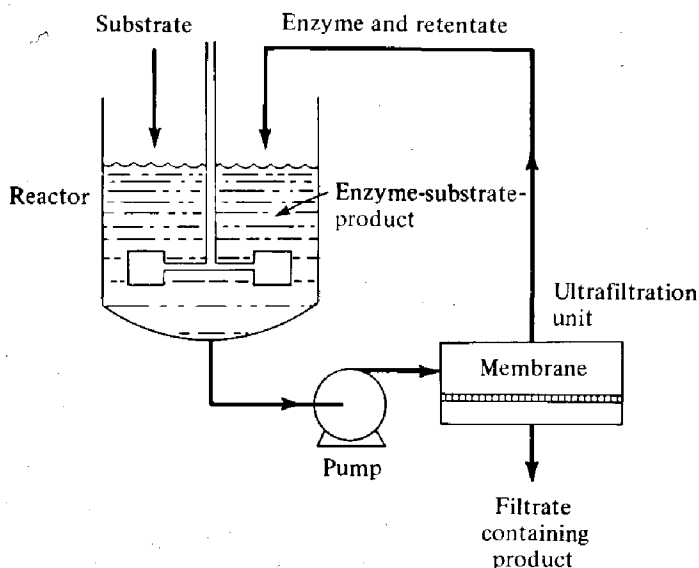 Substrate
Enzyme and retentate
Reactor
Enzyme-substrate-
product
Ultrafiltration
unit
Membrane
Pump
Filtrate
containing
product